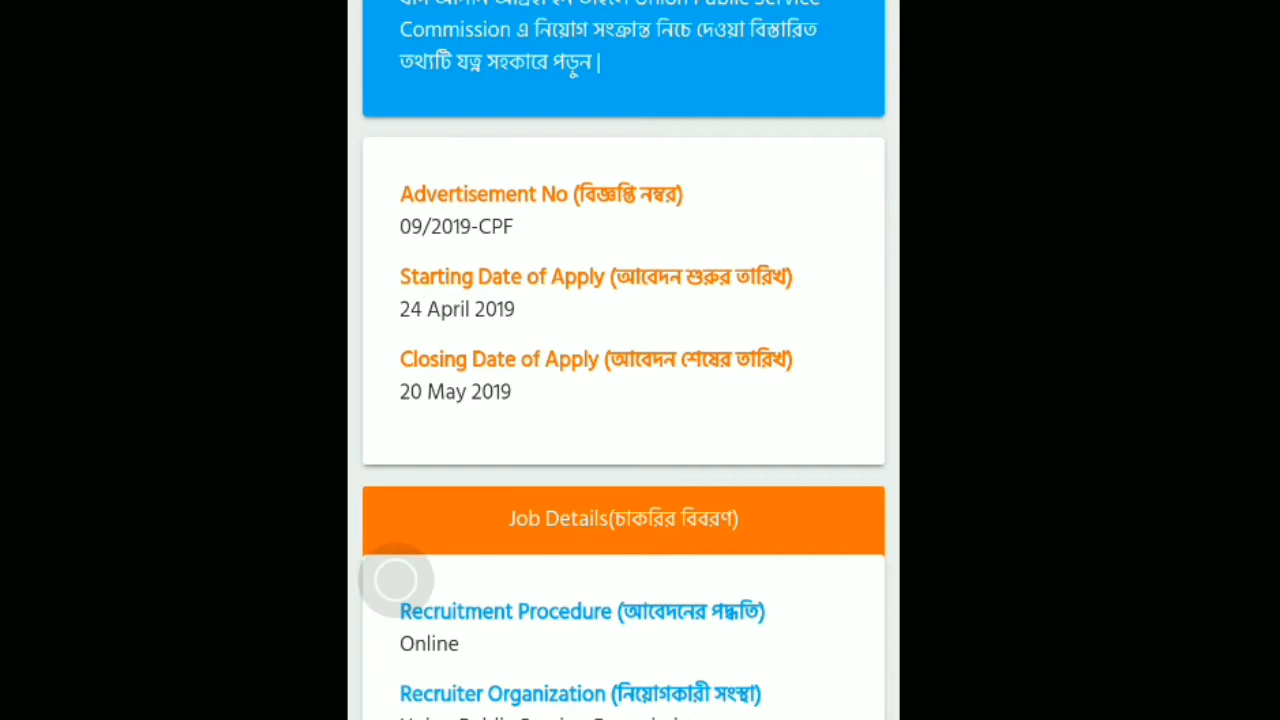 Commission এ নিয়োগ সংক্রান্ত নিচে দেওয়া বিস্তারিত
তথ্যটি যত্ন সহকারে পড়ুন |
Advertisement No (বিজ্ঞপ্তি নম্বর)
09/2019-CPF
Starting Date of Apply (আবেদন শুরুর তারিখ)
24 April 2019
Closing Date of Apply (আবেদন শেষের তারিখ)
20 May 2019
Job Details(চাকরির বিবরণ)
Recruitment Procedure (আবেদনের পদ্ধতি)
Online
Recruiter Organization (নিয়োগকারী সংস্থা)